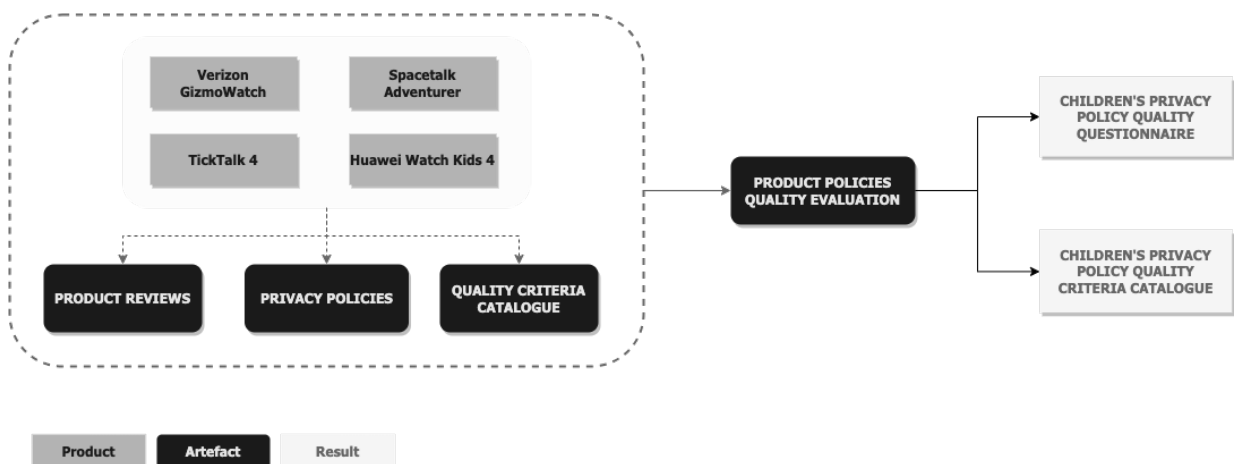 Verizon
GizmoWatch
Spacetalk
Adventurer
TickTalk 4
Huawei Watch Kids 4
PRODUCT REVIEWS
PRIVACY POLICIES
QUALITY CRITERIA
CATALOGUE
PRODUCT POLICIES
QUALITY EVALUATION
CHILDREN'S PRIVACY
POLICY QUALITY
QUESTIONNAIRE
CHILDREN'S PRIVACY
POLICY QUALITY
CRITERIA CATALOGUE
Product
Artefact
Result